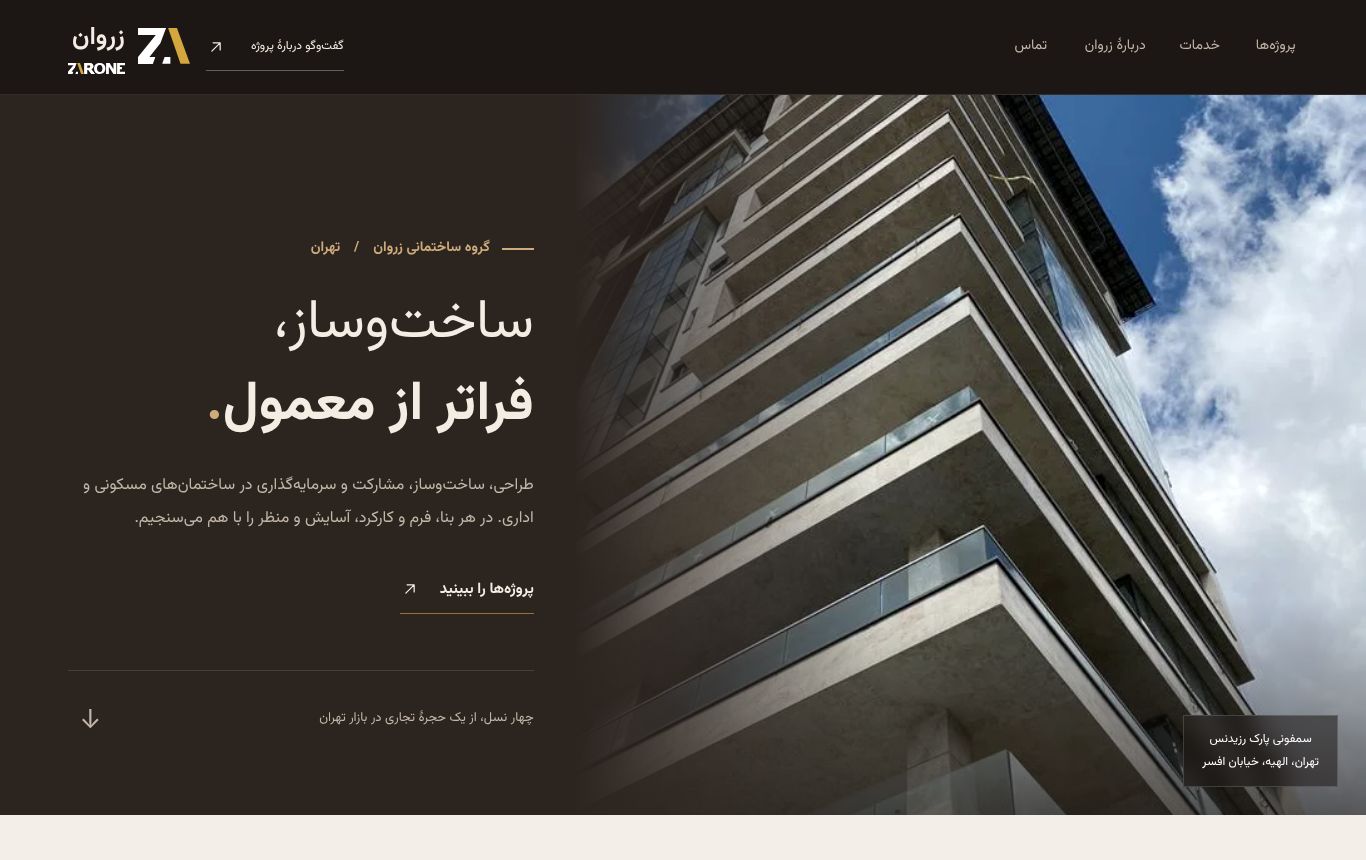 پروژه‌ها
خدمات
دربارهٔ زروان
تماس
گفت‌وگو دربارهٔ پروژه
زروان
ZARONE
ZA
گروه ساختمانی زروان / تهران
ساخت‌وساز،
فراتر از معمول.
طراحی، ساخت‌وساز، مشارکت و سرمایه‌گذاری در ساختمان‌های مسکونی و
اداری. در هر بنا، فرم و کارکرد، آسایش و منظر را با هم می‌سنجیم.
پروژه‌ها را ببینید
چهار نسل، از یک حجرهٔ تجاری در بازار تهران
سمفونی پارک رزیدنس
تهران، الهیه، خیابان افسر